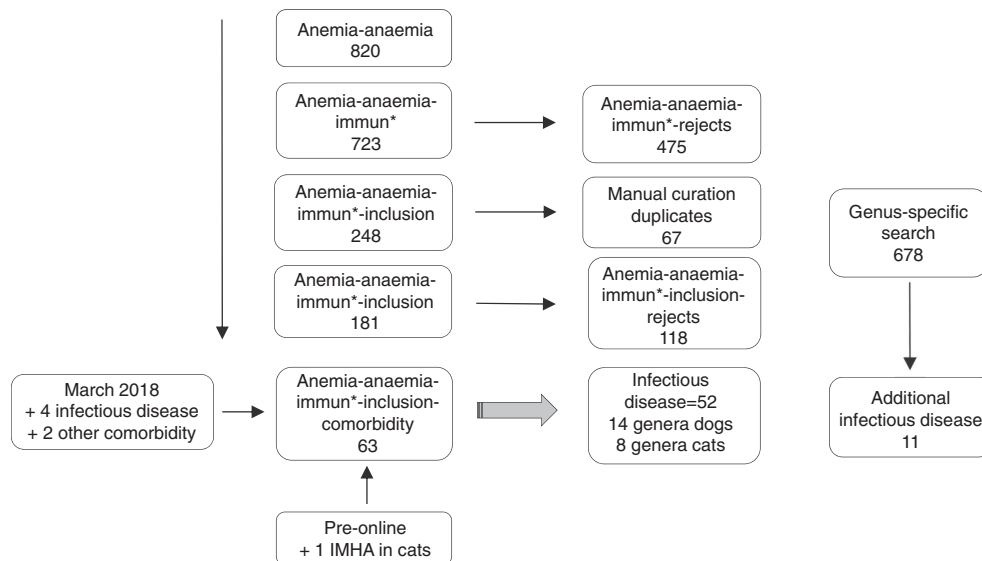 Anemia-anaemia
820
Anemia-anaemia-
immun*
723
Anemia-anaemia-
immun*-rejects
475
Anemia-anaemia-
immun*-inclusion
248
Manual curation
duplicates
67
Genus-specific
search
678
Anemia-anaemia-
immun*-inclusion
181
Anemia-anaemia-
immun*-inclusion-
rejects
118
March 2018
+ 4 infectious disease
+ 2 other comorbidity
Anemia-anaemia-
immun*-inclusion-
comorbidity
63
Infectious
disease=52
14 genera dogs
8 genera cats
Additional
infectious disease
11
Pre-online
+ 1 IMHA in cats